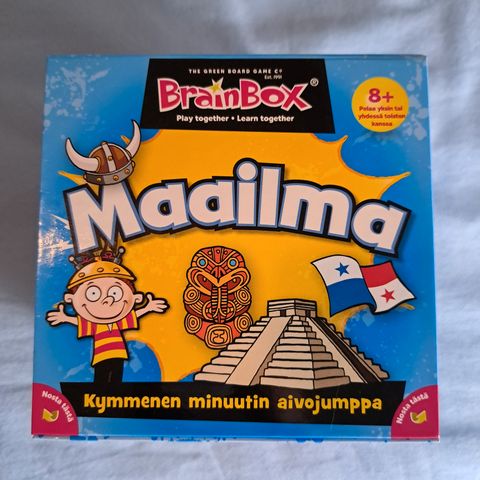 THE GREEN BOARD GAME Cº
Est. 1991
BrainBox®
Play together • Learn together
8+
Pelaa yksin tai
yhdessä toisten
kanssa
Maailma
Kymmenen minuutin aivojumppa
Nosta tästä
Nosta tästä